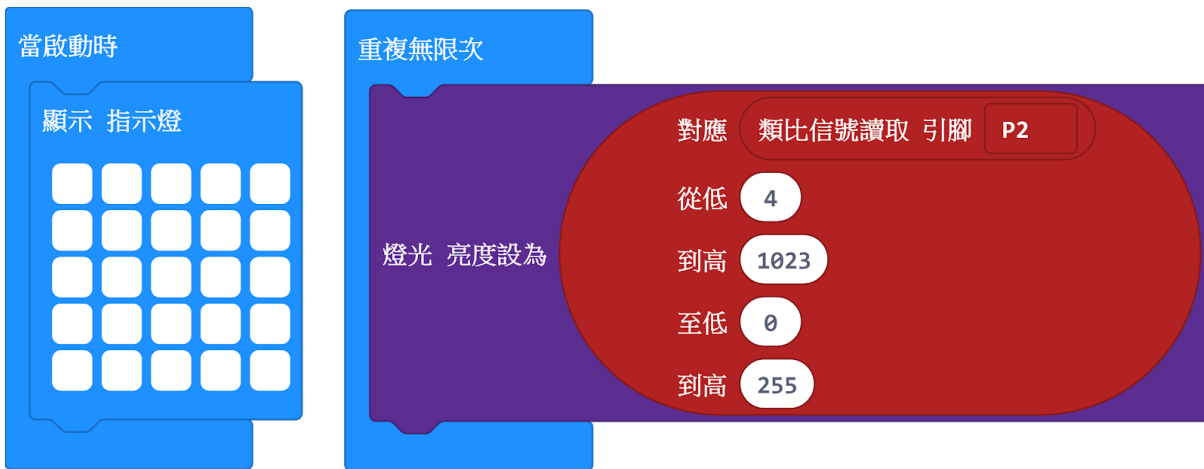 當啟動時
顯示 指示燈
重複無限次
燈光 亮度設為
對應 類比信號讀取 引腳 P2
從低 4
到高 1023
至低 0
到高 255